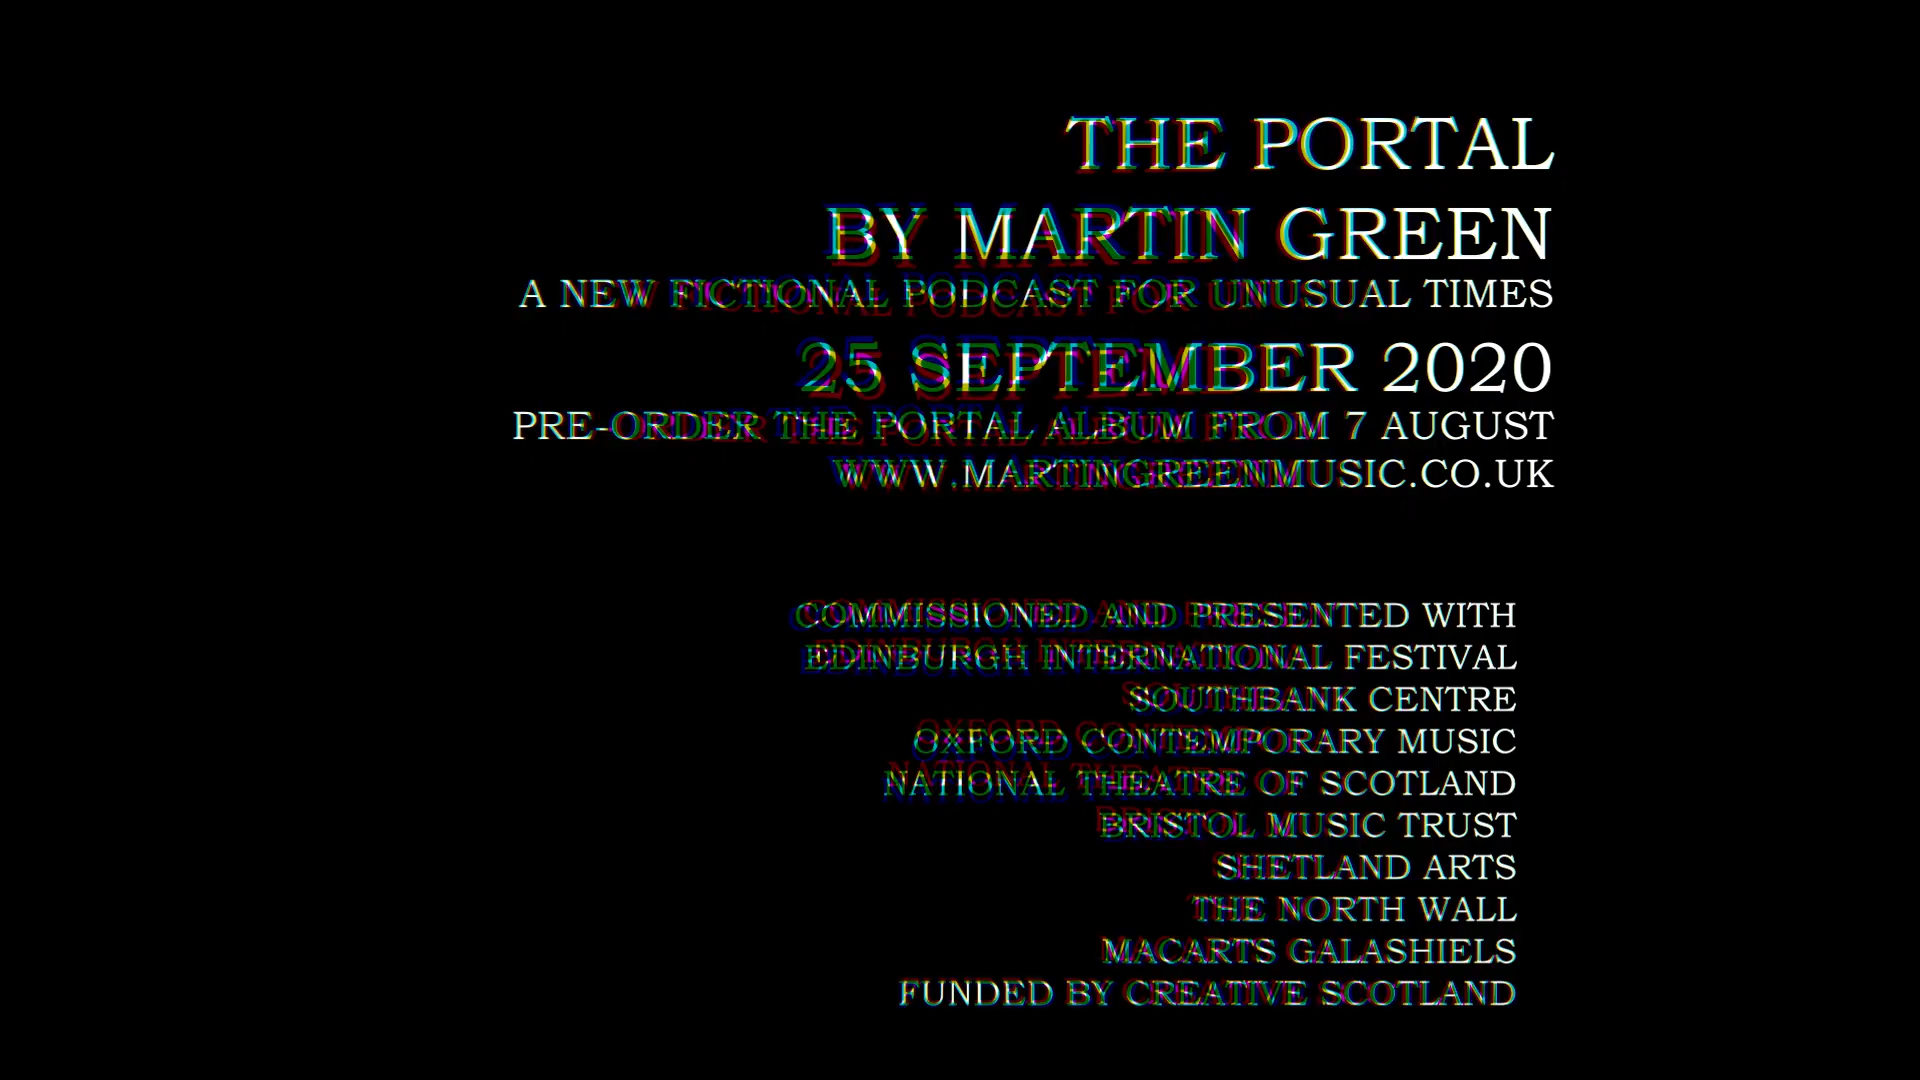 THE PORTAL
BY MARTIN GREEN
A NEW FICTIONAL PODCAST FOR UNUSUAL TIMES
25 SEPTEMBER 2020
PRE-ORDER THE PORTAL ALBUM FROM 7 AUGUST
WWW.MARTINGREENMUSIC.CO.UK
COMMISSIONED AND PRESENTED WITH
EDINBURGH INTERNATIONAL FESTIVAL
SOUTHBANK CENTRE
OXFORD CONTEMPORARY MUSIC
NATIONAL THEATRE OF SCOTLAND
BRISTOL MUSIC TRUST
SHETLAND ARTS
THE NORTH WALL
MACARTS GALASHIELS
FUNDED BY CREATIVE SCOTLAND